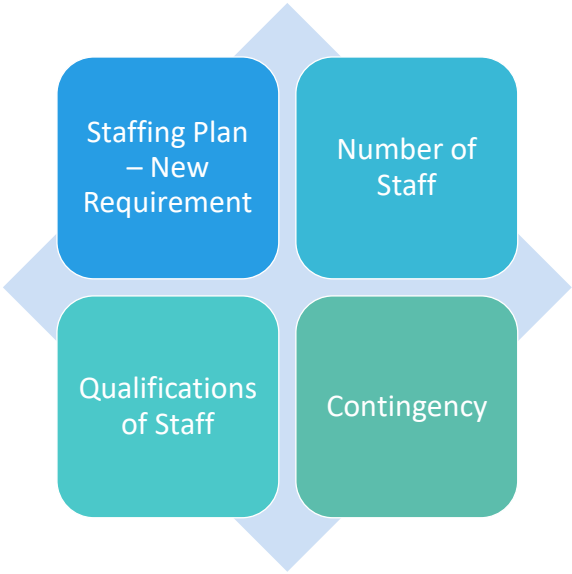 Staffing Plan
– New
Requirement
Number of
Staff
Qualifications
of Staff
Contingency